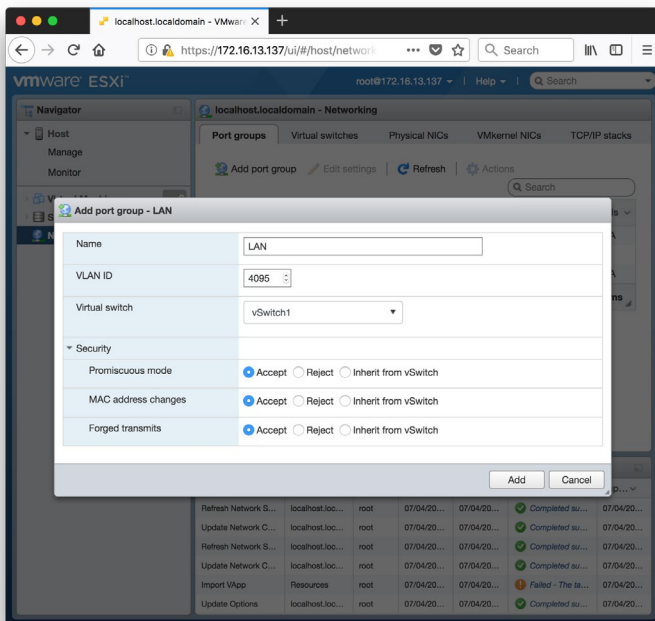 localhost.localdomain - VMware
https://172.16.13.137/ui/#/host/network
Search
vmware ESXi™
root@172.16.13.137
Help
Search
Navigator
Host
Manage
Monitor
localhost.localdomain - Networking
Port groups Virtual switches Physical NICs VMkernel NICs TCP/IP stacks
Add port group Edit settings Refresh Actions
Search
Add port group - LAN
Name LAN
VLAN ID 4095
Virtual switch vSwitch1
Security
Promiscuous mode Accept Reject Inherit from vSwitch
MAC address changes Accept Reject Inherit from vSwitch
Forged transmits Accept Reject Inherit from vSwitch
Add Cancel
Refresh Network S... localhost.loc... root 07/04/20... 07/04/20... Completed su... 07/04/20...
Update Network C... localhost.loc... root 07/04/20... 07/04/20... Completed su... 07/04/20...
Refresh Network S... localhost.loc... root 07/04/20... 07/04/20... Completed su... 07/04/20...
Update Network C... localhost.loc... root 07/04/20... 07/04/20... Completed su... 07/04/20...
Import VApp Resources root 07/04/20... 07/04/20... Failed - The ta... 07/04/20...
Update Options localhost.loc... root 07/04/20... 07/04/20... Completed su... 07/04/20...